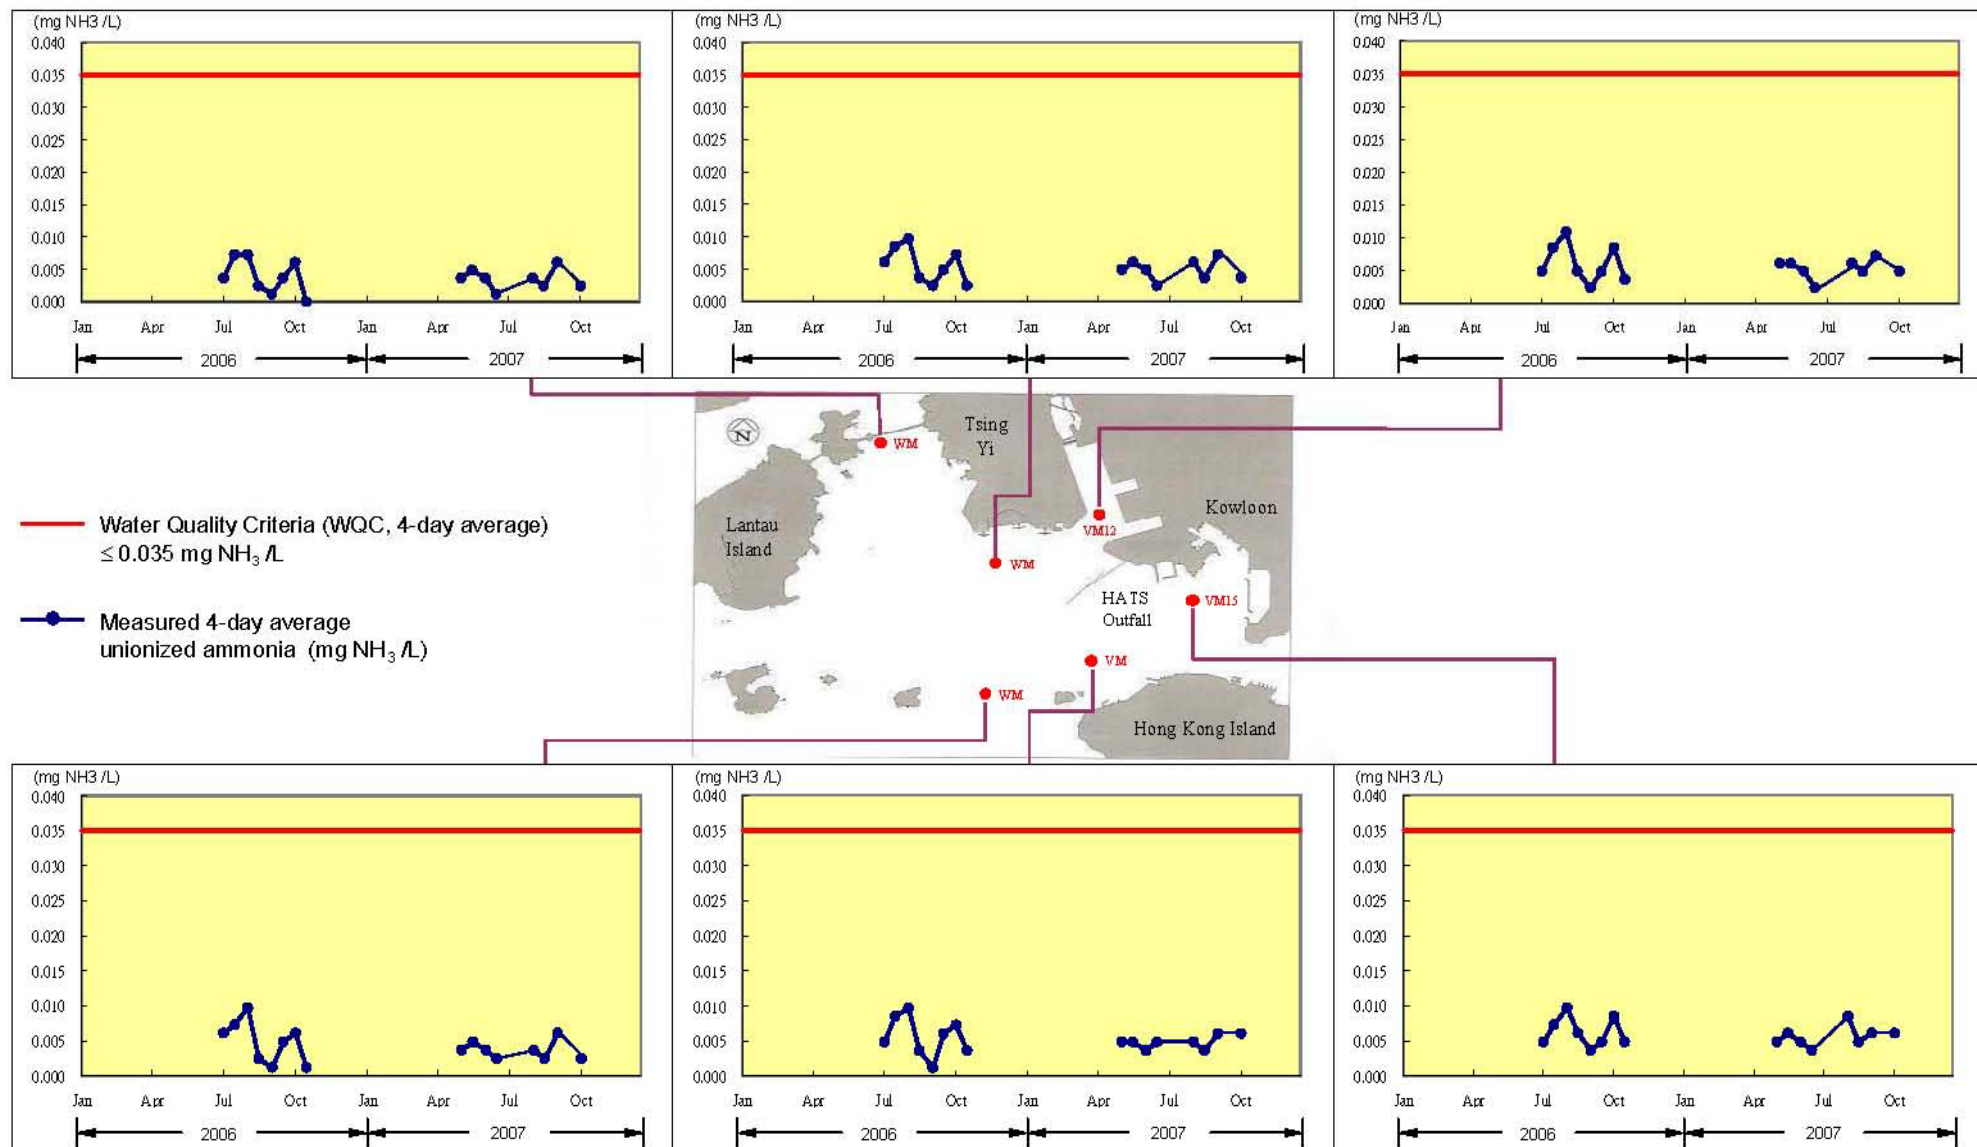 (mg NH3 /L)
0.040
0.035
0.030
0.025
0.020
0.015
0.010
0.005
0.000
Jan Apr Jul Oct Jan Apr Jul Oct
2006 2007
(mg NH3 /L)
0.040
0.035
0.030
0.025
0.020
0.015
0.010
0.005
0.000
Jan Apr Jul Oct Jan Apr Jul Oct
2006 2007
(mg NH3 /L)
0.040
0.035
0.030
0.025
0.020
0.015
0.010
0.005
0.000
Jan Apr Jul Oct Jan Apr Jul Oct
2006 2007
Water Quality Criteria (WQC, 4-day average)
≤ 0.035 mg NH₃ /L
Measured 4-day average
unionized ammonia (mg NH₃ /L)
N
WM
Tsing
Yi
Kowloon
Lantau
Island
VM12
WM
HATS
Outfall
VM15
VM
WM
Hong Kong Island
(mg NH3 /L)
0.040
0.035
0.030
0.025
0.020
0.015
0.010
0.005
0.000
Jan Apr Jul Oct Jan Apr Jul Oct
2006 2007
(mg NH3 /L)
0.040
0.035
0.030
0.025
0.020
0.015
0.010
0.005
0.000
Jan Apr Jul Oct Jan Apr Jul Oct
2006 2007
(mg NH3 /L)
0.040
0.035
0.030
0.025
0.020
0.015
0.010
0.005
0.000
Jan Apr Jul Oct Jan Apr Jul Oct
2006 2007